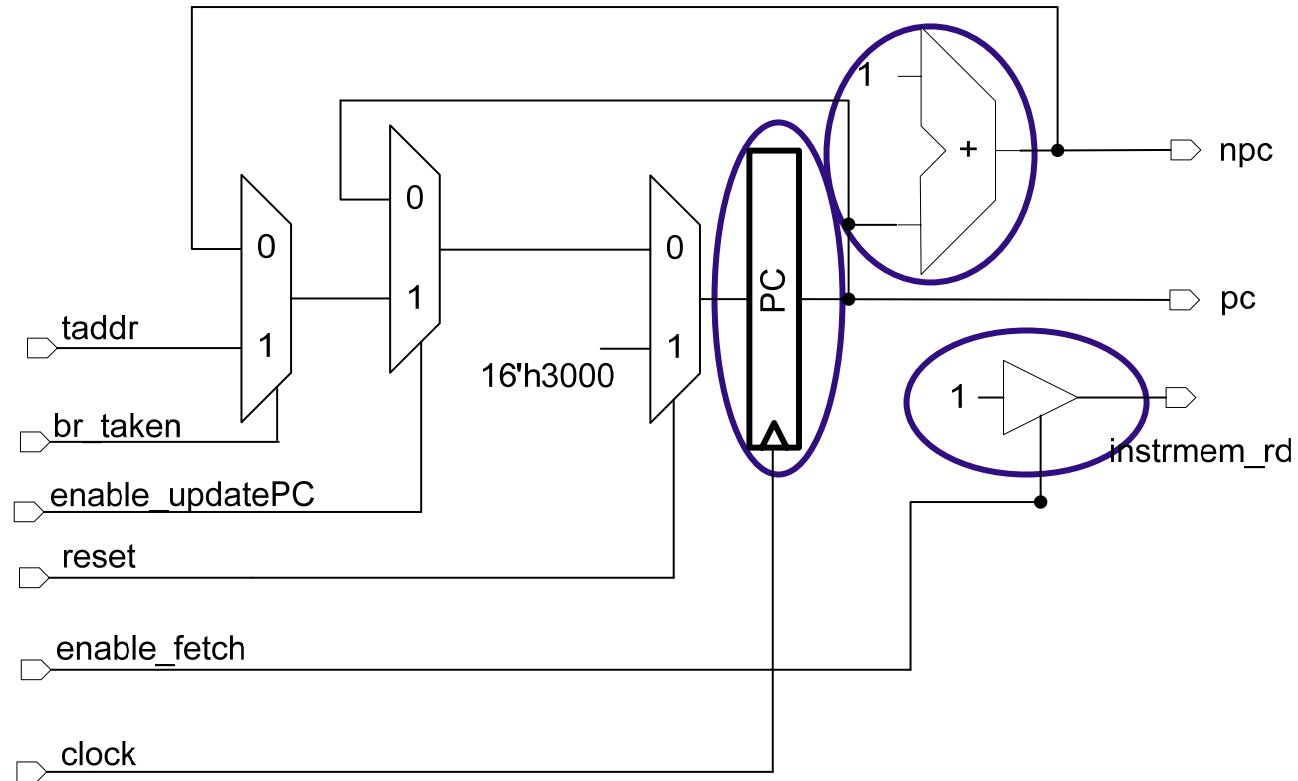 1
+
npc
0
0
0
PC
1
1
pc
taddr
1
16'h3000
1
br_taken
instrmem_rd
enable_updatePC
reset
enable_fetch
clock